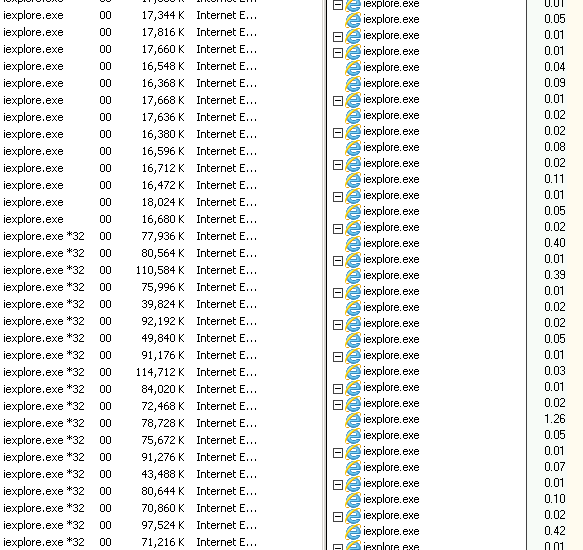 iexplore.exe 00 17,344 K Internet E...
iexplore.exe 00 17,816 K Internet E...
iexplore.exe 00 17,660 K Internet E...
iexplore.exe 00 16,548 K Internet E...
iexplore.exe 00 16,368 K Internet E...
iexplore.exe 00 17,668 K Internet E...
iexplore.exe 00 17,636 K Internet E...
iexplore.exe 00 16,380 K Internet E...
iexplore.exe 00 16,596 K Internet E...
iexplore.exe 00 16,712 K Internet E...
iexplore.exe 00 16,472 K Internet E...
iexplore.exe 00 18,024 K Internet E...
iexplore.exe 00 16,680 K Internet E...
iexplore.exe *32 00 77,936 K Internet E...
iexplore.exe *32 00 80,564 K Internet E...
iexplore.exe *32 00 110,584 K Internet E...
iexplore.exe *32 00 75,996 K Internet E...
iexplore.exe *32 00 39,824 K Internet E...
iexplore.exe *32 00 92,192 K Internet E...
iexplore.exe *32 00 49,840 K Internet E...
iexplore.exe *32 00 91,176 K Internet E...
iexplore.exe *32 00 114,712 K Internet E...
iexplore.exe *32 00 84,020 K Internet E...
iexplore.exe *32 00 72,468 K Internet E...
iexplore.exe *32 00 78,728 K Internet E...
iexplore.exe *32 00 75,672 K Internet E...
iexplore.exe *32 00 91,276 K Internet E...
iexplore.exe *32 00 43,488 K Internet E...
iexplore.exe *32 00 80,644 K Internet E...
iexplore.exe *32 00 70,860 K Internet E...
iexplore.exe *32 00 97,524 K Internet E...
iexplore.exe *32 00 71,216 K Internet E...
iexplore.exe 0.01
iexplore.exe 0.05
iexplore.exe 0.01
iexplore.exe 0.01
iexplore.exe 0.04
iexplore.exe 0.09
iexplore.exe 0.01
iexplore.exe 0.02
iexplore.exe 0.02
iexplore.exe 0.08
iexplore.exe 0.02
iexplore.exe 0.11
iexplore.exe 0.01
iexplore.exe 0.05
iexplore.exe 0.02
iexplore.exe 0.40
iexplore.exe 0.01
iexplore.exe 0.39
iexplore.exe 0.01
iexplore.exe 0.02
iexplore.exe 0.02
iexplore.exe 0.05
iexplore.exe 0.01
iexplore.exe 0.03
iexplore.exe 0.01
iexplore.exe 0.02
iexplore.exe 1.26
iexplore.exe 0.05
iexplore.exe 0.01
iexplore.exe 0.07
iexplore.exe 0.01
iexplore.exe 0.10
iexplore.exe 0.02
iexplore.exe 0.42
iexplore.exe 0.01